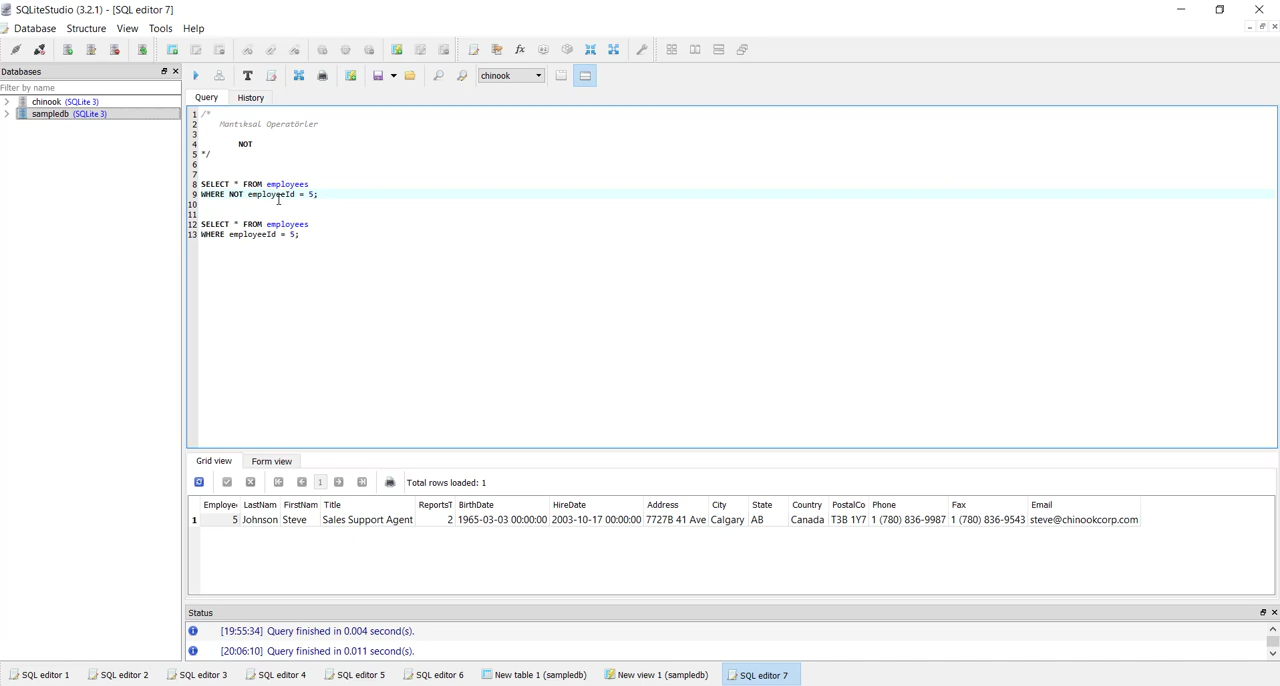 SQLiteStudio (3.2.1) - [SQL editor 7]
Database Structure View Tools Help
Databases
Filter by name
chinook (SQLite 3)
sampledb (SQLite 3)
chinook
Query History
1 /*
2 Mantıksal Operatörler
3
4 NOT
5 */
6
7
8 SELECT * FROM employees
9 WHERE NOT employeeId = 5;
10
11
12 SELECT * FROM employees
13 WHERE employeeId = 5;
Grid view Form view
1 Total rows loaded: 1
Employe LastNam FirstNam Title ReportsT BirthDate HireDate Address City State Country PostalCo Phone Fax Email
1 5 Johnson Steve Sales Support Agent 2 1965-03-03 00:00:00 2003-10-17 00:00:00 7727B 41 Ave Calgary AB Canada T3B 1Y7 1 (780) 836-9987 1 (780) 836-9543 steve@chinookcorp.com
Status
[19:55:34] Query finished in 0.004 second(s).
[20:06:10] Query finished in 0.011 second(s).
SQL editor 1 SQL editor 2 SQL editor 3 SQL editor 4 SQL editor 5 SQL editor 6 New table 1 (sampledb) New view 1 (sampledb) SQL editor 7